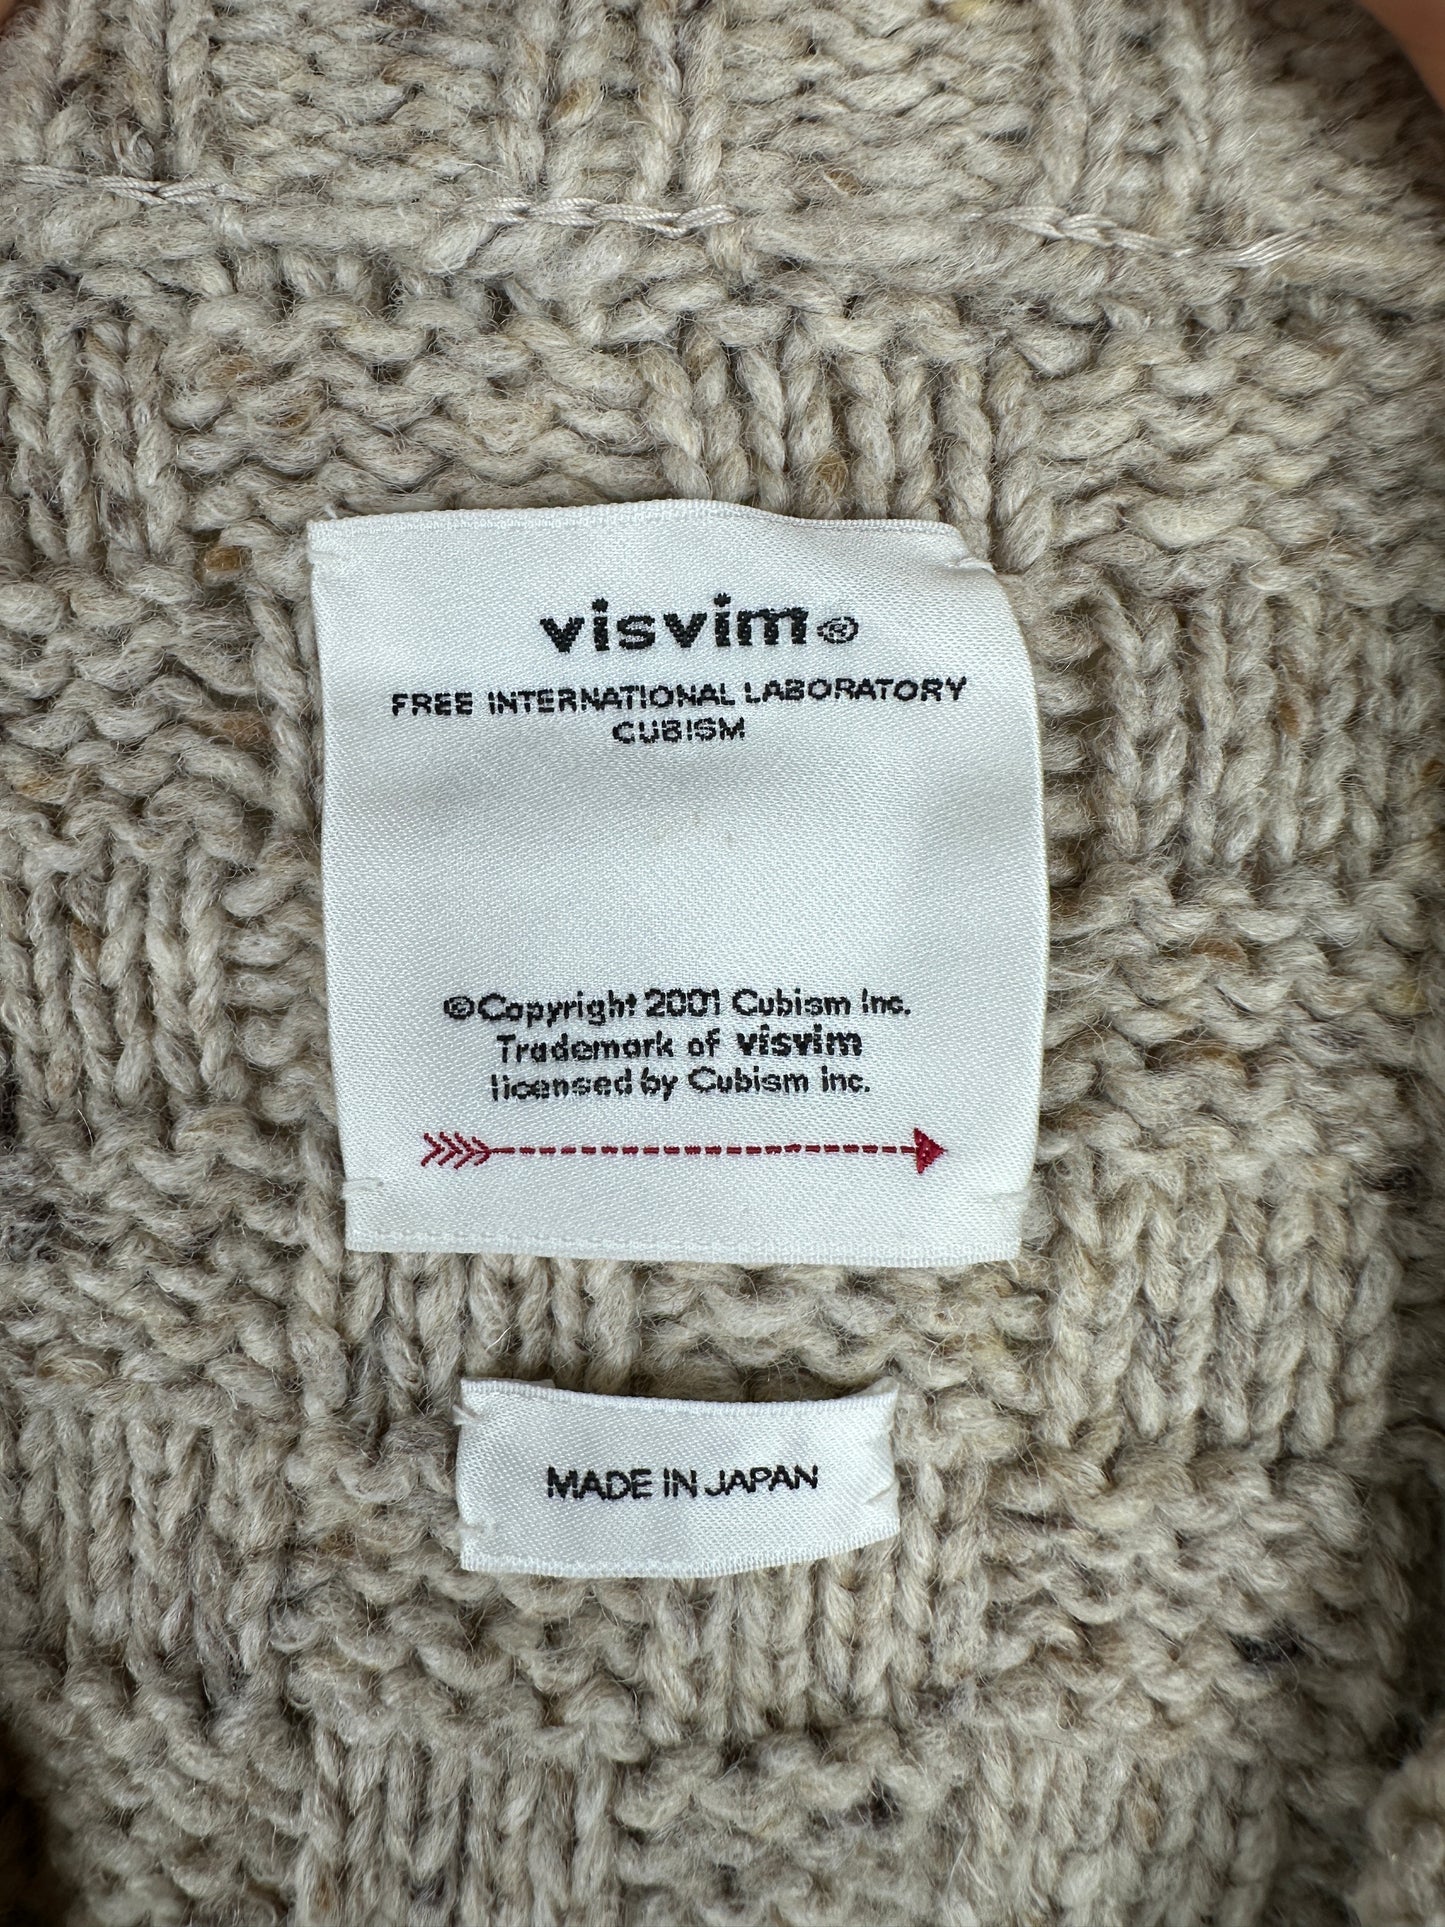 visvim®
FREE INTERNATIONAL LABORATORY
CUBISM
©Copyright 2001 Cubism Inc.
Trademark of visvim
licensed by Cubism Inc.
MADE IN JAPAN